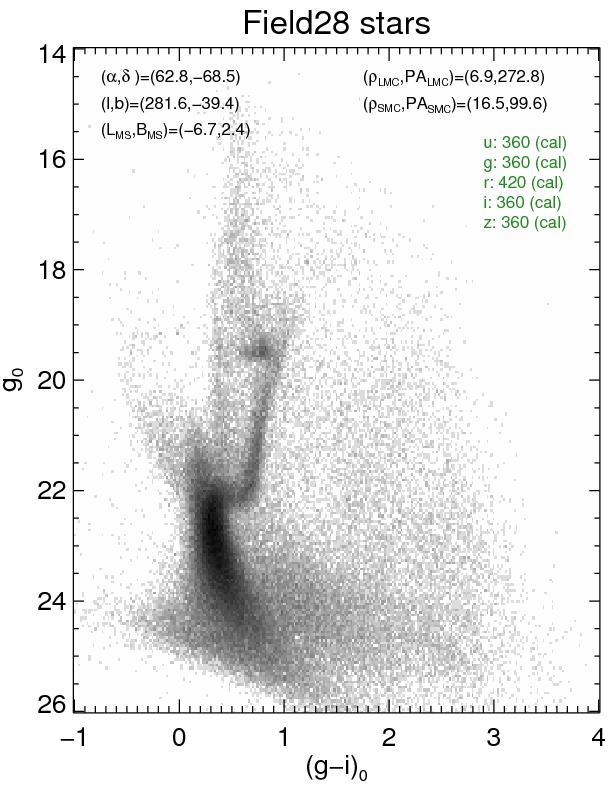 Field28 stars
(α,δ )=(62.8,−68.5)
(ρLMC,PALMC)=(6.9,272.8)
(l,b)=(281.6,−39.4)
(ρSMC,PASMC)=(16.5,99.6)
(LMS,BMS)=(−6.7,2.4)
u: 360 (cal)
g: 360 (cal)
r: 420 (cal)
i: 360 (cal)
z: 360 (cal)
14
16
18
20
22
24
26
g0
−1 0 1 2 3 4
(g−i)0